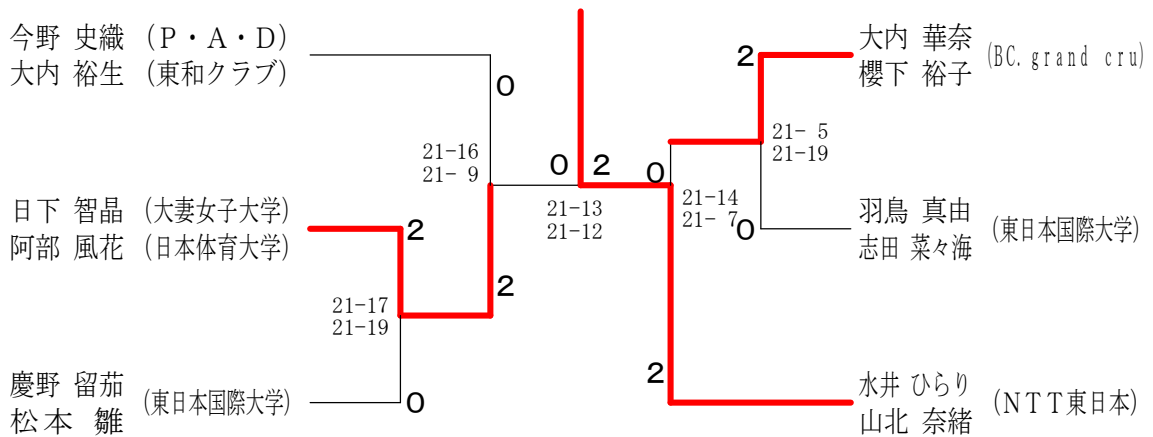 今野 史織 (P・A・D)
大内 裕生 (東和クラブ)
0
21-16
21- 9
日下 智晶 (大妻女子大学)
阿部 風花 (日本体育大学)
2
2
21-17
21-19
慶野 留茄
松本 雛
(東日本国際大学)
0
0
2
21-13
21-12
大内 華奈
櫻下 裕子
(BC. grand cru)
2
21- 5
21-19
0
21-14
21- 7
0
羽鳥 真由
志田 菜々海
(東日本国際大学)
2
水井 ひらり
山北 奈緒
(NTT東日本)